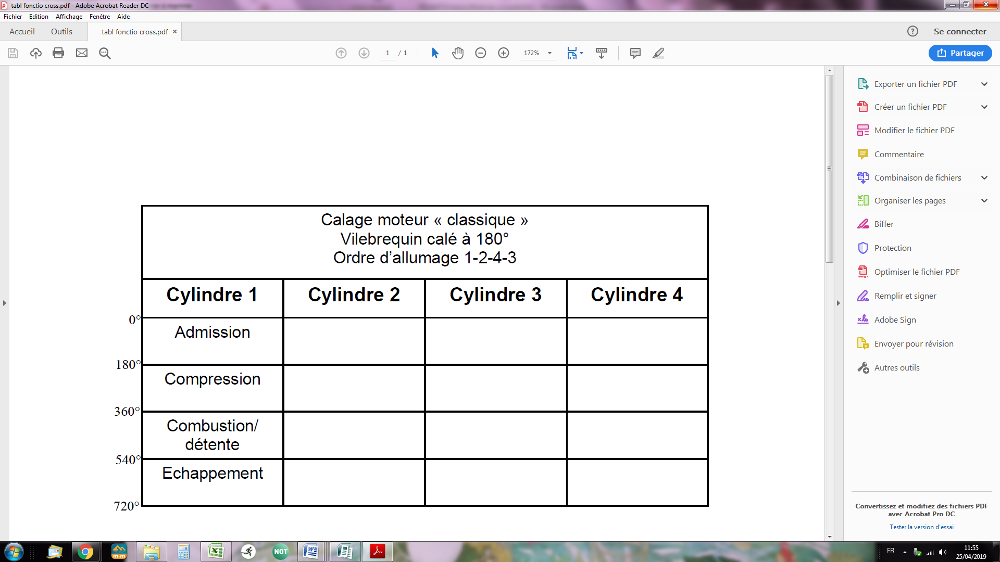 tabl fonctio cross.pdf - Adobe Acrobat Reader DC
Fichier Edition Affichage Fenêtre Aide
Accueil Outils tabl fonctio cross.pdf × ? Se connecter
1 / 1 172% Partager
Exporter un fichier PDF
Créer un fichier PDF
Modifier le fichier PDF
Commentaire
Combinaison de fichiers
Organiser les pages
Biffer
Protection
Optimiser le fichier PDF
Remplir et signer
Adobe Sign
Envoyer pour révision
Autres outils
Calage moteur « classique »
Vilebrequin calé à 180°
Ordre d’allumage 1-2-4-3
Cylindre 1 Cylindre 2 Cylindre 3 Cylindre 4
0°
Admission
180°
Compression
360°
Combustion/
détente
540°
Echappement
720°
Convertissez et modifiez des fichiers PDF
avec Acrobat Pro DC
Tester la version d'essai
m-m
NOT
FR
11:55
25/04/2019